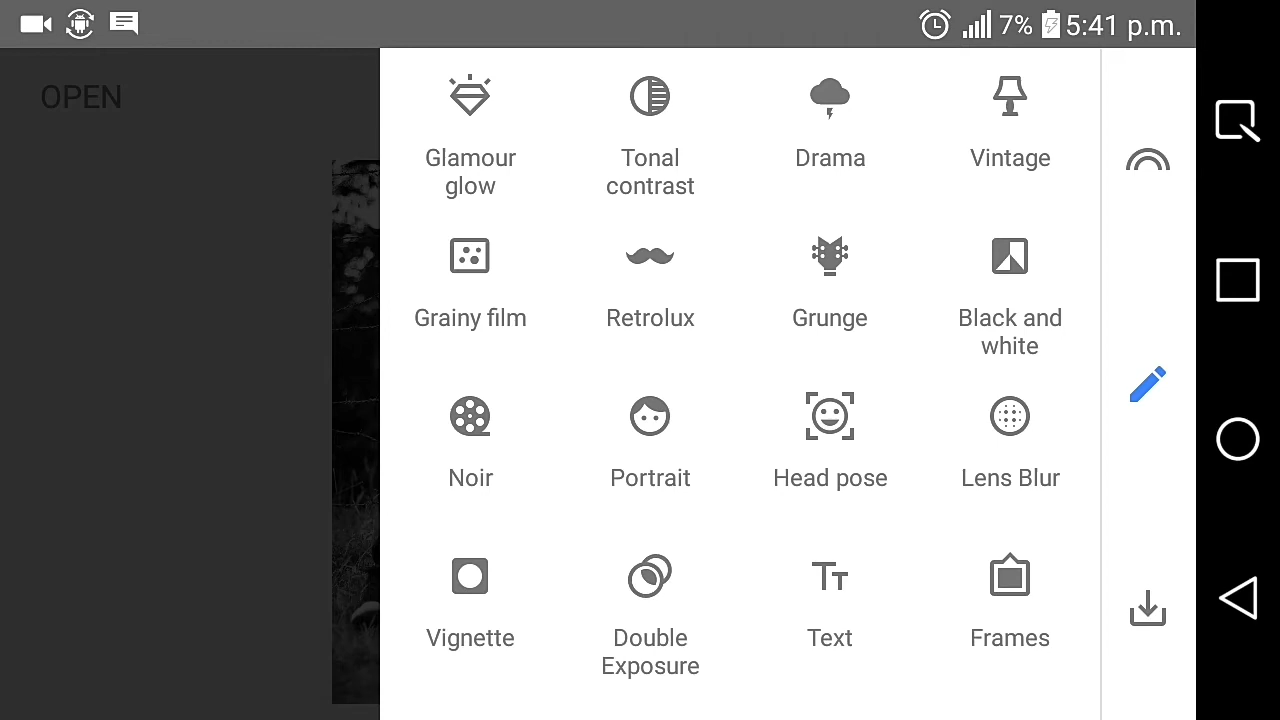 7% 5:41 p.m.
OPEN
Glamour
glow
Tonal
contrast
Drama
Vintage
Grainy film
Retrolux
Grunge
Black and
white
Noir
Portrait
Head pose
Lens Blur
Vignette
Double
Exposure
Text
Frames